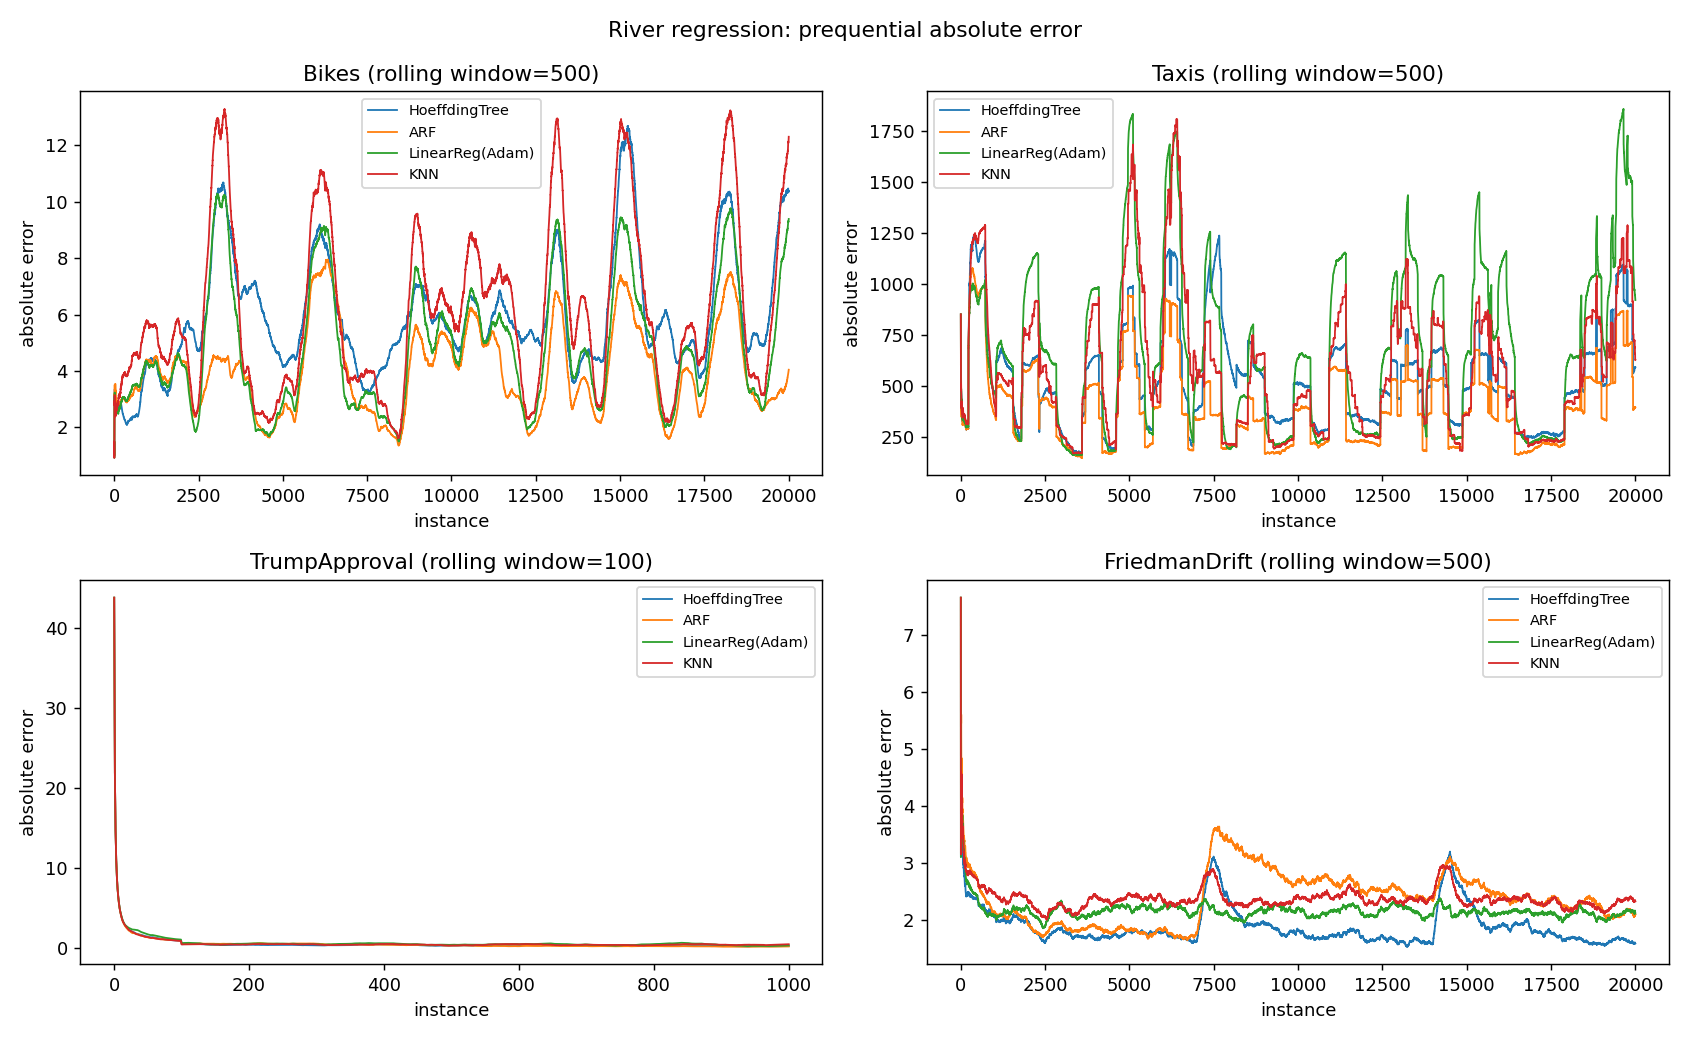 River regression: prequential absolute error
Bikes (rolling window=500)
absolute error
12
10
8
6
4
2
HoeffdingTree
ARF
LinearReg(Adam)
KNN
0 2500 5000 7500 10000 12500 15000 17500 20000
instance
Taxis (rolling window=500)
absolute error
1750
1500
1250
1000
750
500
250
HoeffdingTree
ARF
LinearReg(Adam)
KNN
0 2500 5000 7500 10000 12500 15000 17500 20000
instance
TrumpApproval (rolling window=100)
absolute error
40
30
20
10
0
HoeffdingTree
ARF
LinearReg(Adam)
KNN
0 200 400 600 800 1000
instance
FriedmanDrift (rolling window=500)
absolute error
7
6
5
4
3
2
HoeffdingTree
ARF
LinearReg(Adam)
KNN
0 2500 5000 7500 10000 12500 15000 17500 20000
instance